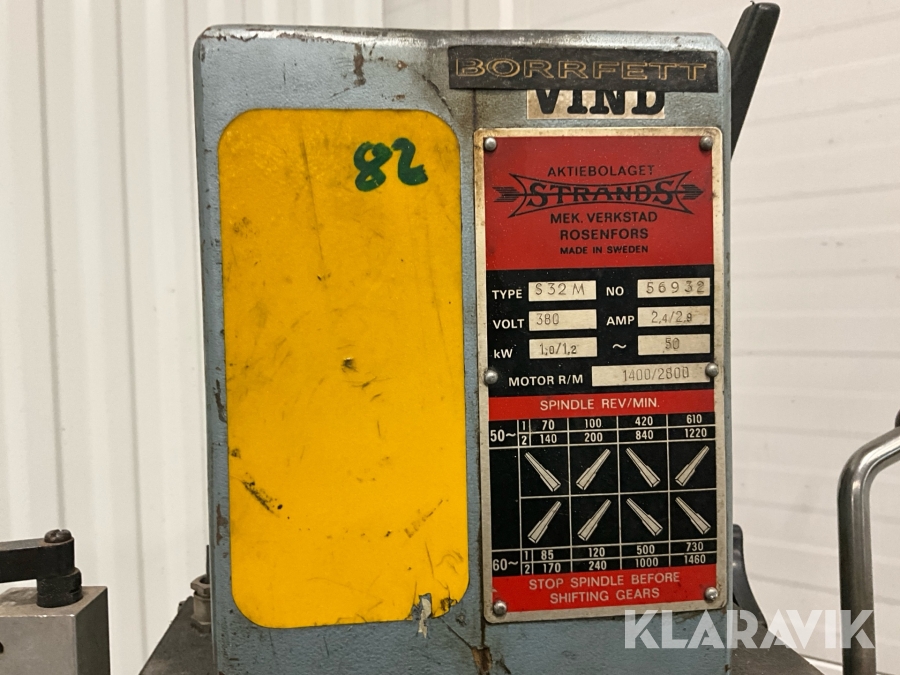 BORRFETT
VIND
82
AKTIEBOLAGET
STRANDS
MEK. VERKSTAD
ROSENFORS
MADE IN SWEDEN
TYPE S32M NO 56932
VOLT 380 AMP 2,4/2,9
kW 1,0/1,2 ~ 50
MOTOR R/M 1400/2800
SPINDLE REV/MIN.
50~ 1 70 100 420 610
2 140 200 840 1220
60~ 1 85 120 500 730
2 170 240 1000 1460
STOP SPINDLE BEFORE
SHIFTING GEARS
KLARAVIK